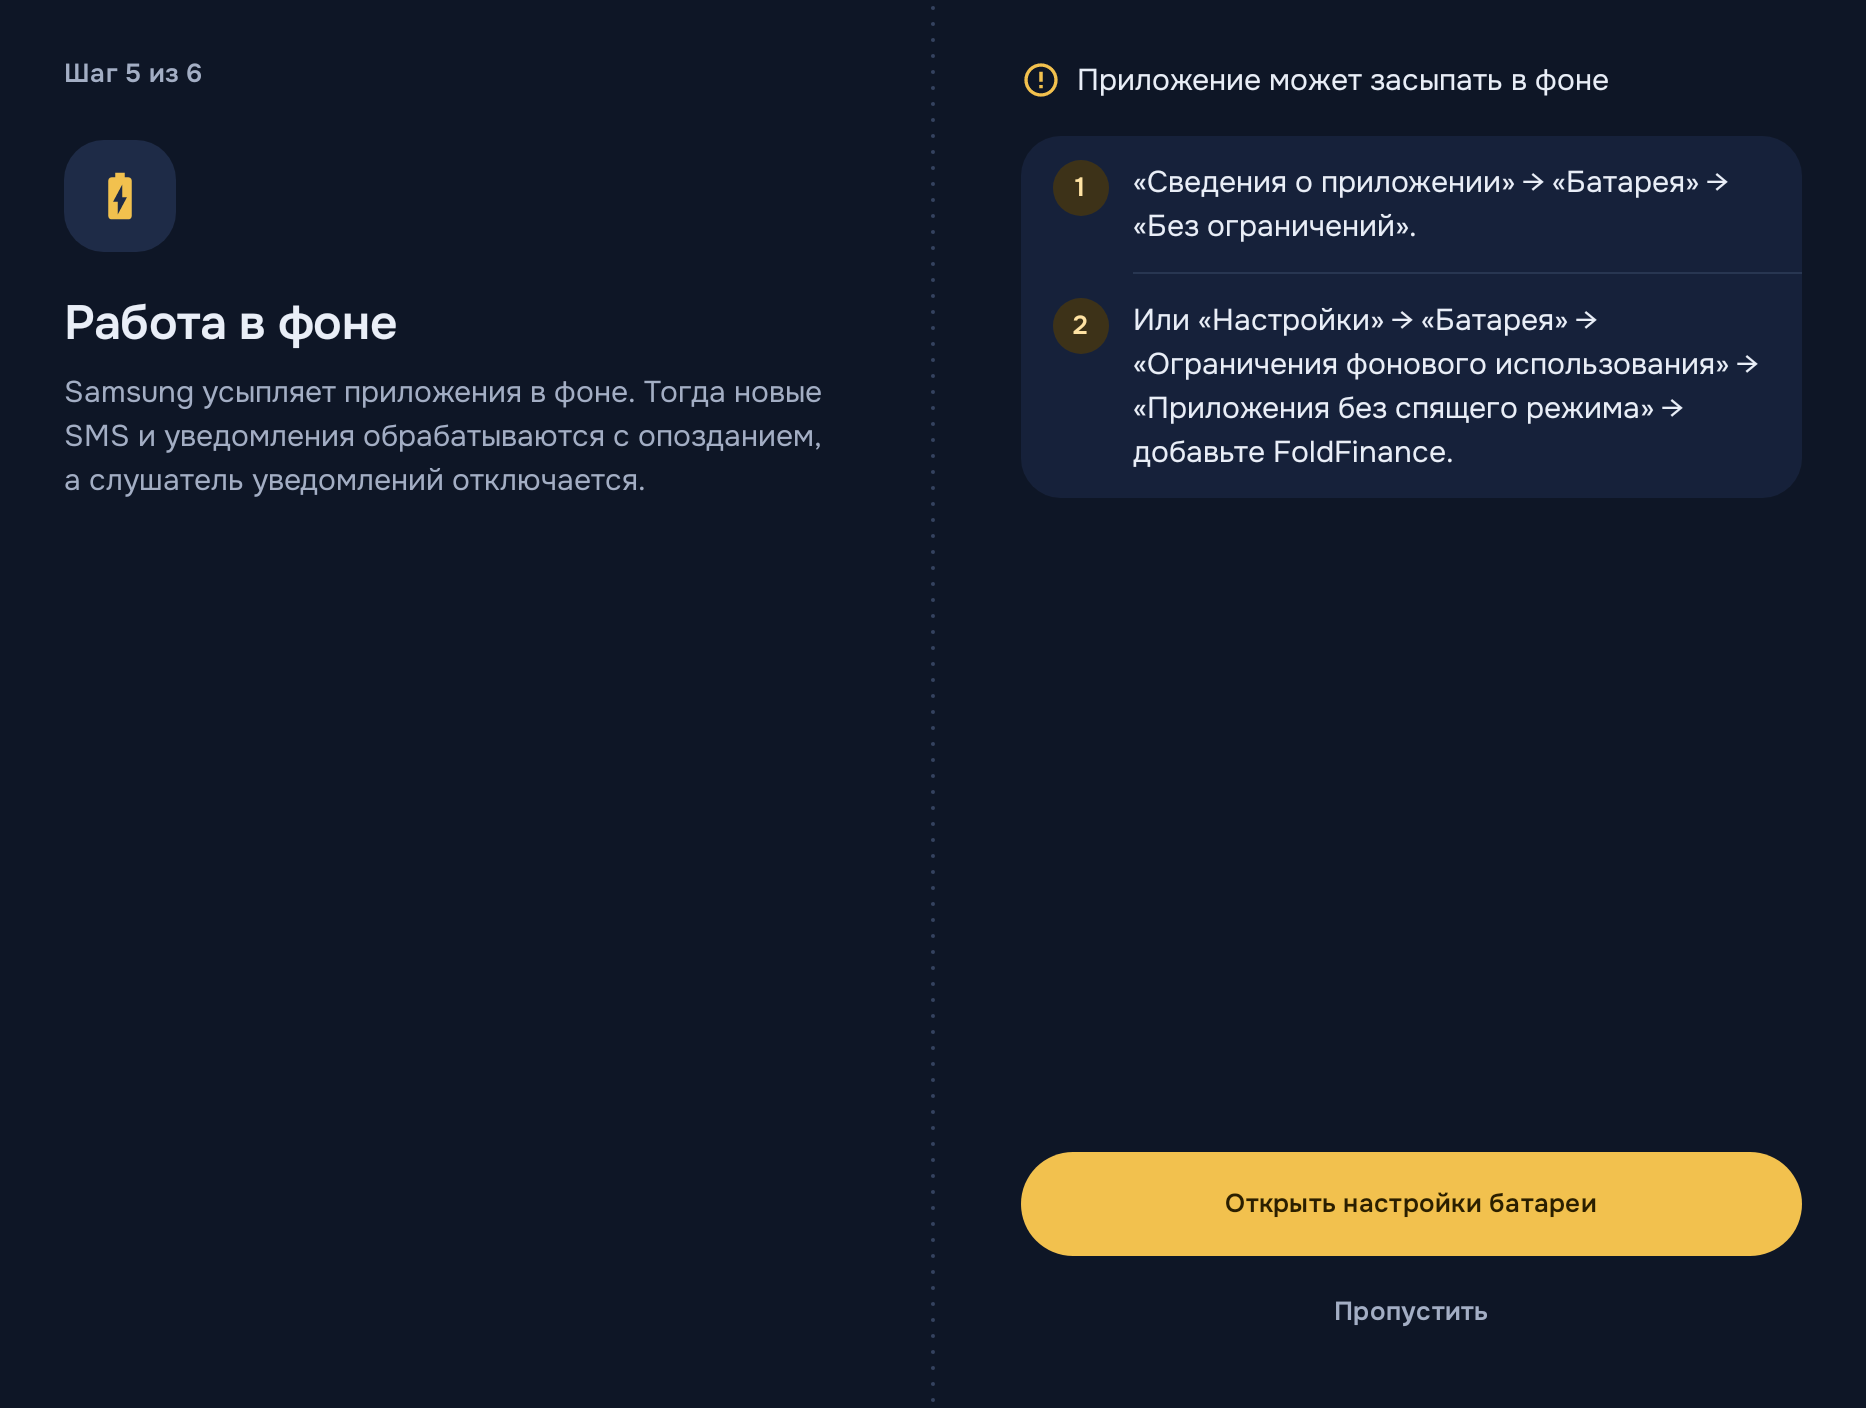 Шаг 5 из 6
Работа в фоне
Samsung усыпляет приложения в фоне. Тогда новые
SMS и уведомления обрабатываются с опозданием,
а слушатель уведомлений отключается.
Приложение может засыпать в фоне
1
«Сведения о приложении» → «Батарея» →
«Без ограничений».
2
Или «Настройки» → «Батарея» →
«Ограничения фонового использования» →
«Приложения без спящего режима» →
добавьте FoldFinance.
Открыть настройки батареи
Пропустить